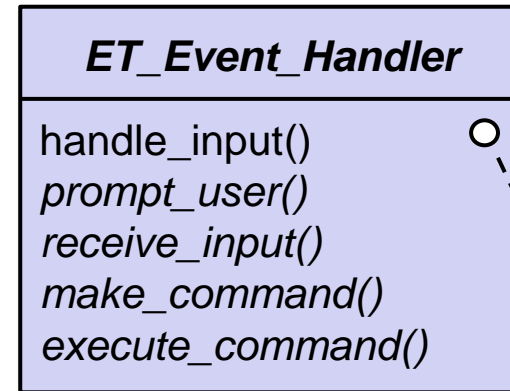 ET_Event_Handler
handle_input()
prompt_user()
receive_input()
make_command()
execute_command()